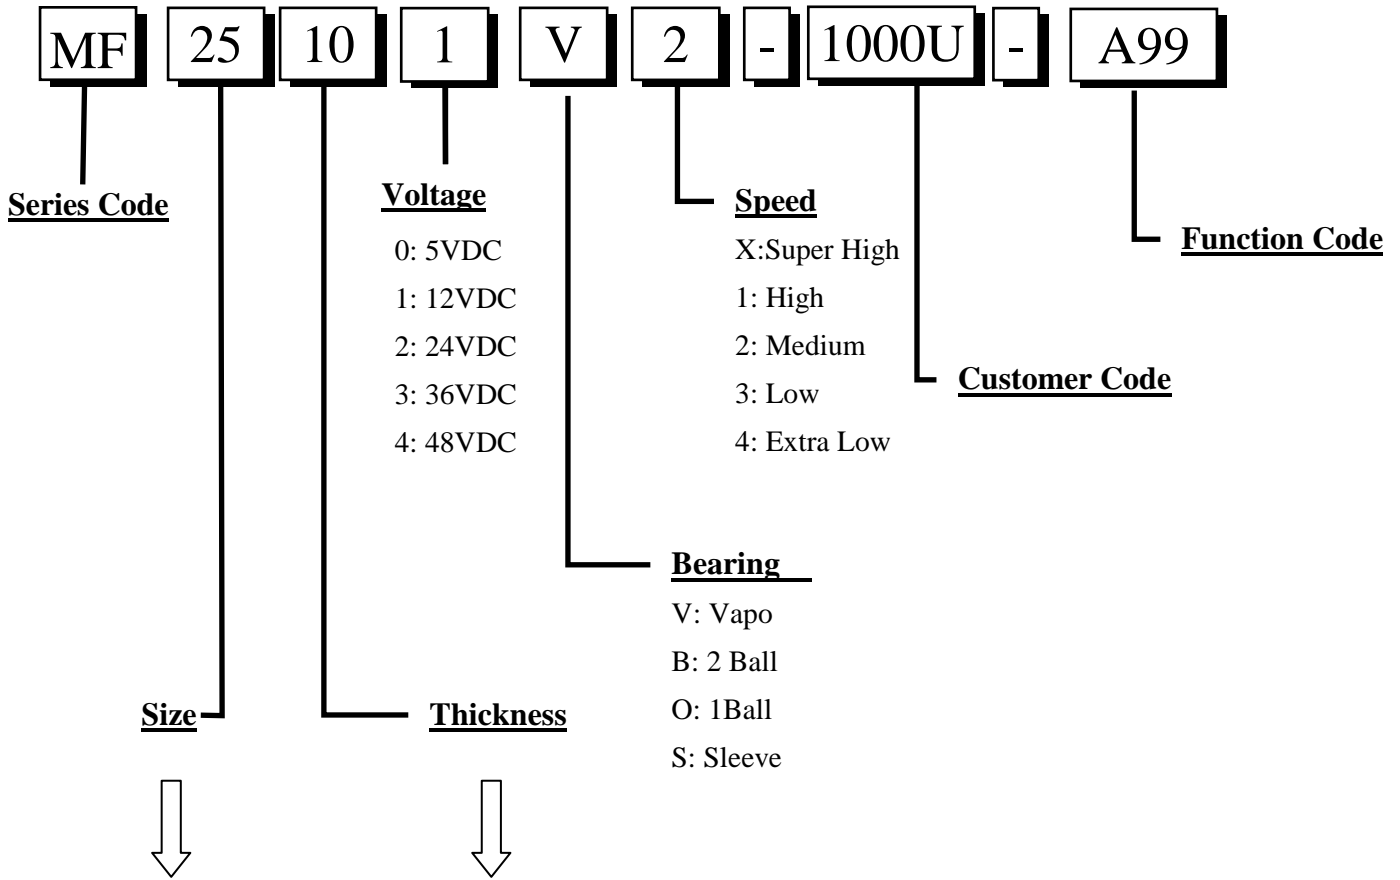 MF 25 10 1 V 2 - 1000U - A99
Series Code
Voltage
0: 5VDC
1: 12VDC
2: 24VDC
3: 36VDC
4: 48VDC
Speed
X:Super High
1: High
2: Medium
3: Low
4: Extra Low
Function Code
Customer Code
Bearing
V: Vapo
B: 2 Ball
O: 1Ball
S: Sleeve
Size
Thickness